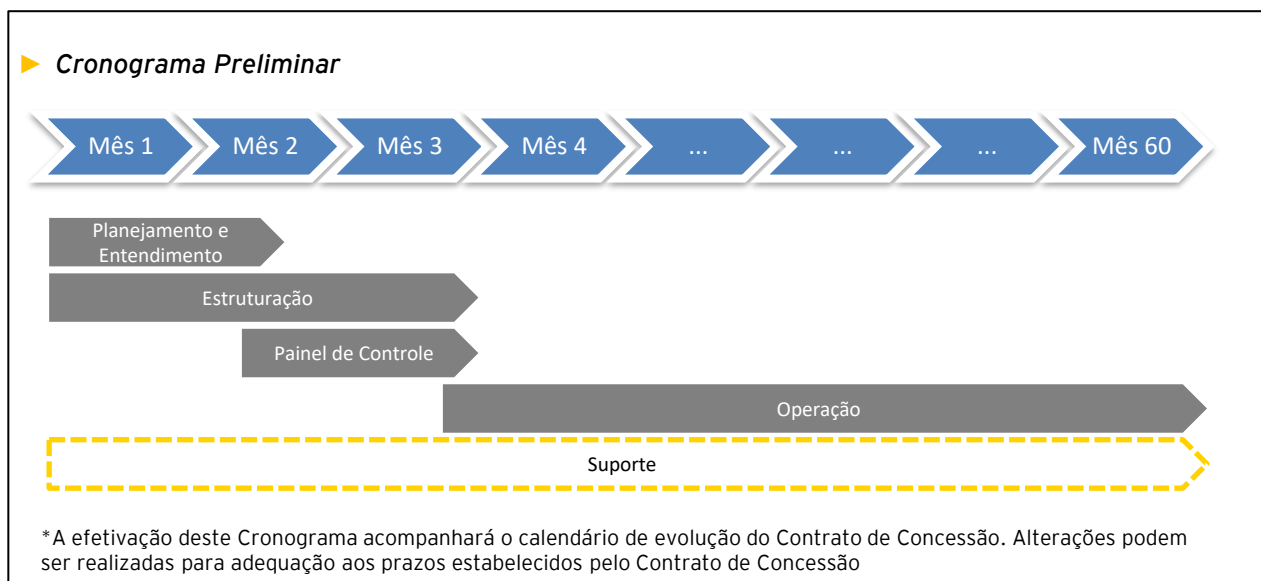 Cronograma Preliminar
Mês 1 Mês 2 Mês 3 Mês 4 ... ... ... Mês 60
Planejamento e
Entendimento
Estruturação
Painel de Controle
Operação
Suporte
*A efetivação deste Cronograma acompanhará o calendário de evolução do Contrato de Concessão. Alterações podem
ser realizadas para adequação aos prazos estabelecidos pelo Contrato de Concessão